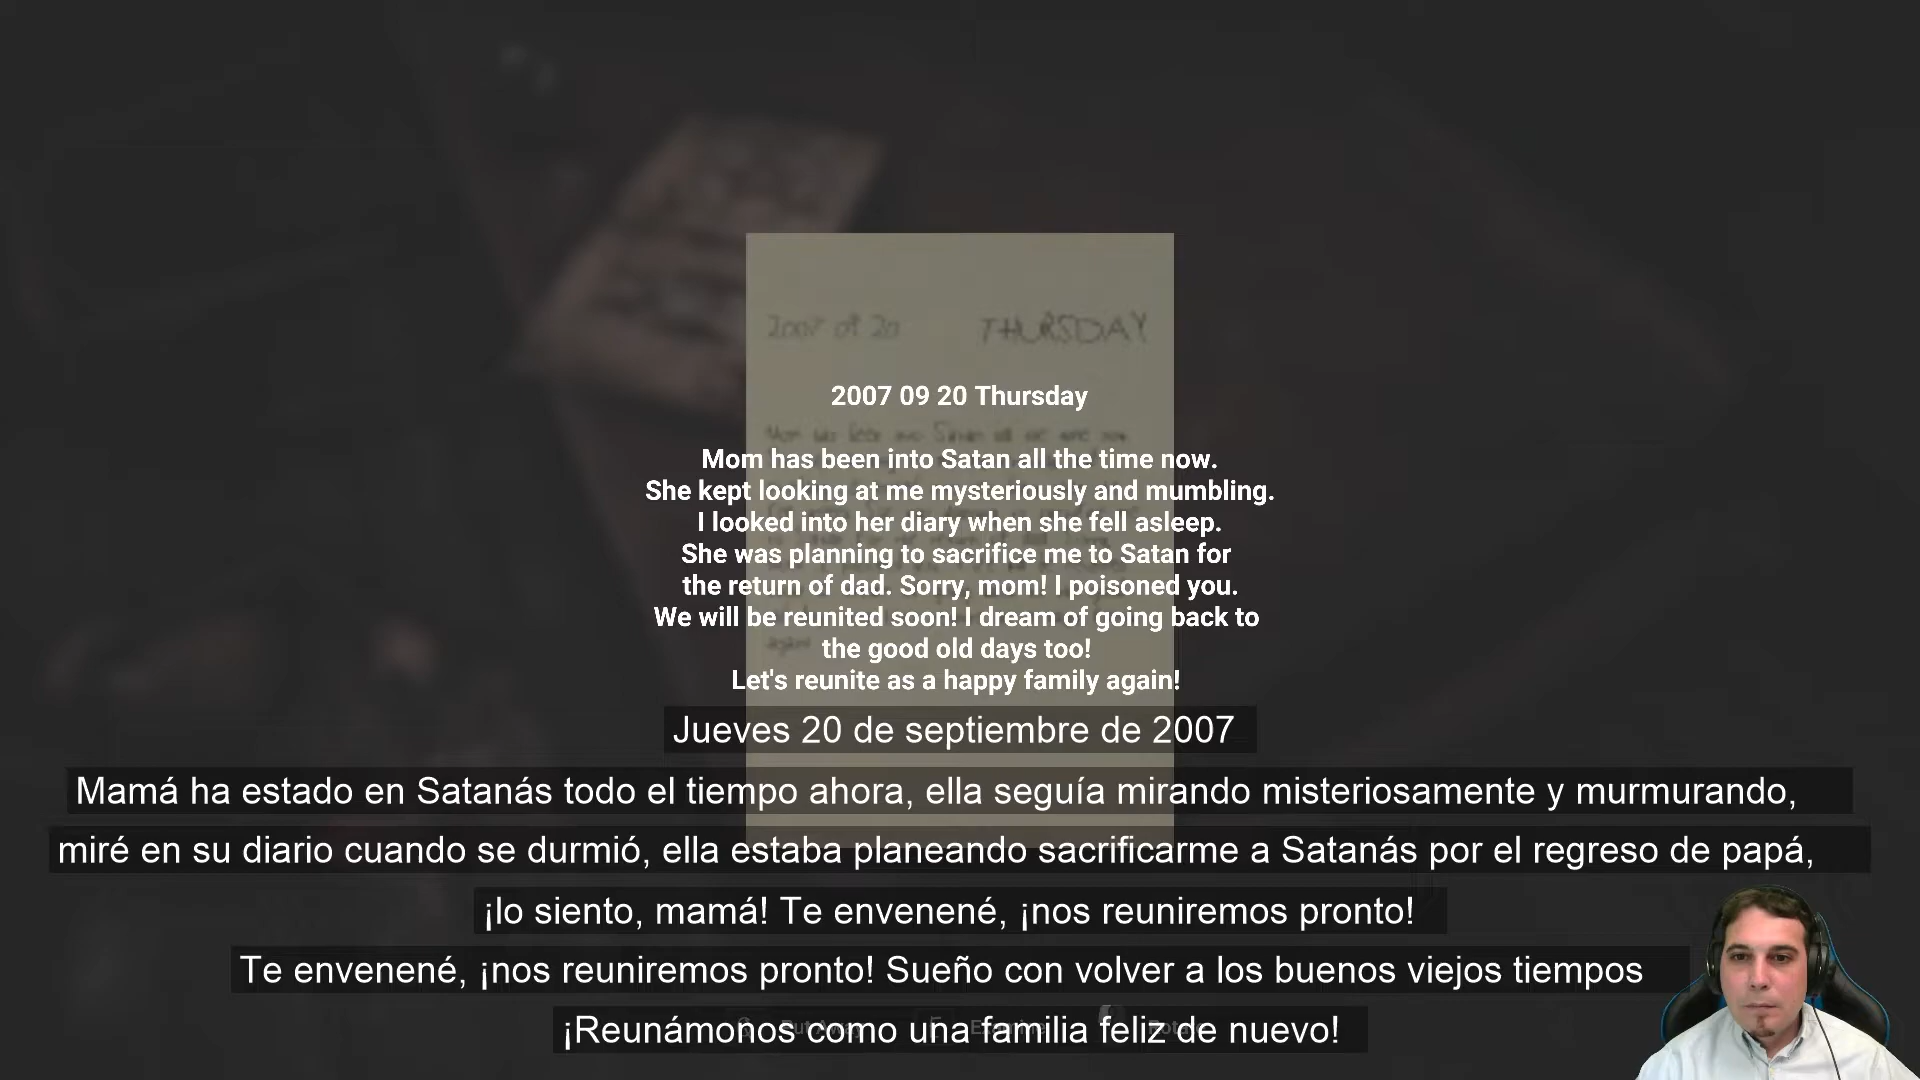 2007 09 20 THURSDAY
2007 09 20 Thursday
Mom has been into Satan all the time now.
She kept looking at me mysteriously and mumbling.
I looked into her diary when she fell asleep.
She was planning to sacrifice me to Satan for
the return of dad. Sorry, mom! I poisoned you.
We will be reunited soon! I dream of going back to
the good old days too!
Let's reunite as a happy family again!
Jueves 20 de septiembre de 2007
Mamá ha estado en Satanás todo el tiempo ahora, ella seguía mirando misteriosamente y murmurando,
miré en su diario cuando se durmió, ella estaba planeando sacrificarme a Satanás por el regreso de papá,
¡lo siento, mamá! Te envenené, ¡nos reuniremos pronto!
Te envenené, ¡nos reuniremos pronto! Sueño con volver a los buenos viejos tiempos
¡Reunámonos como una familia feliz de nuevo!